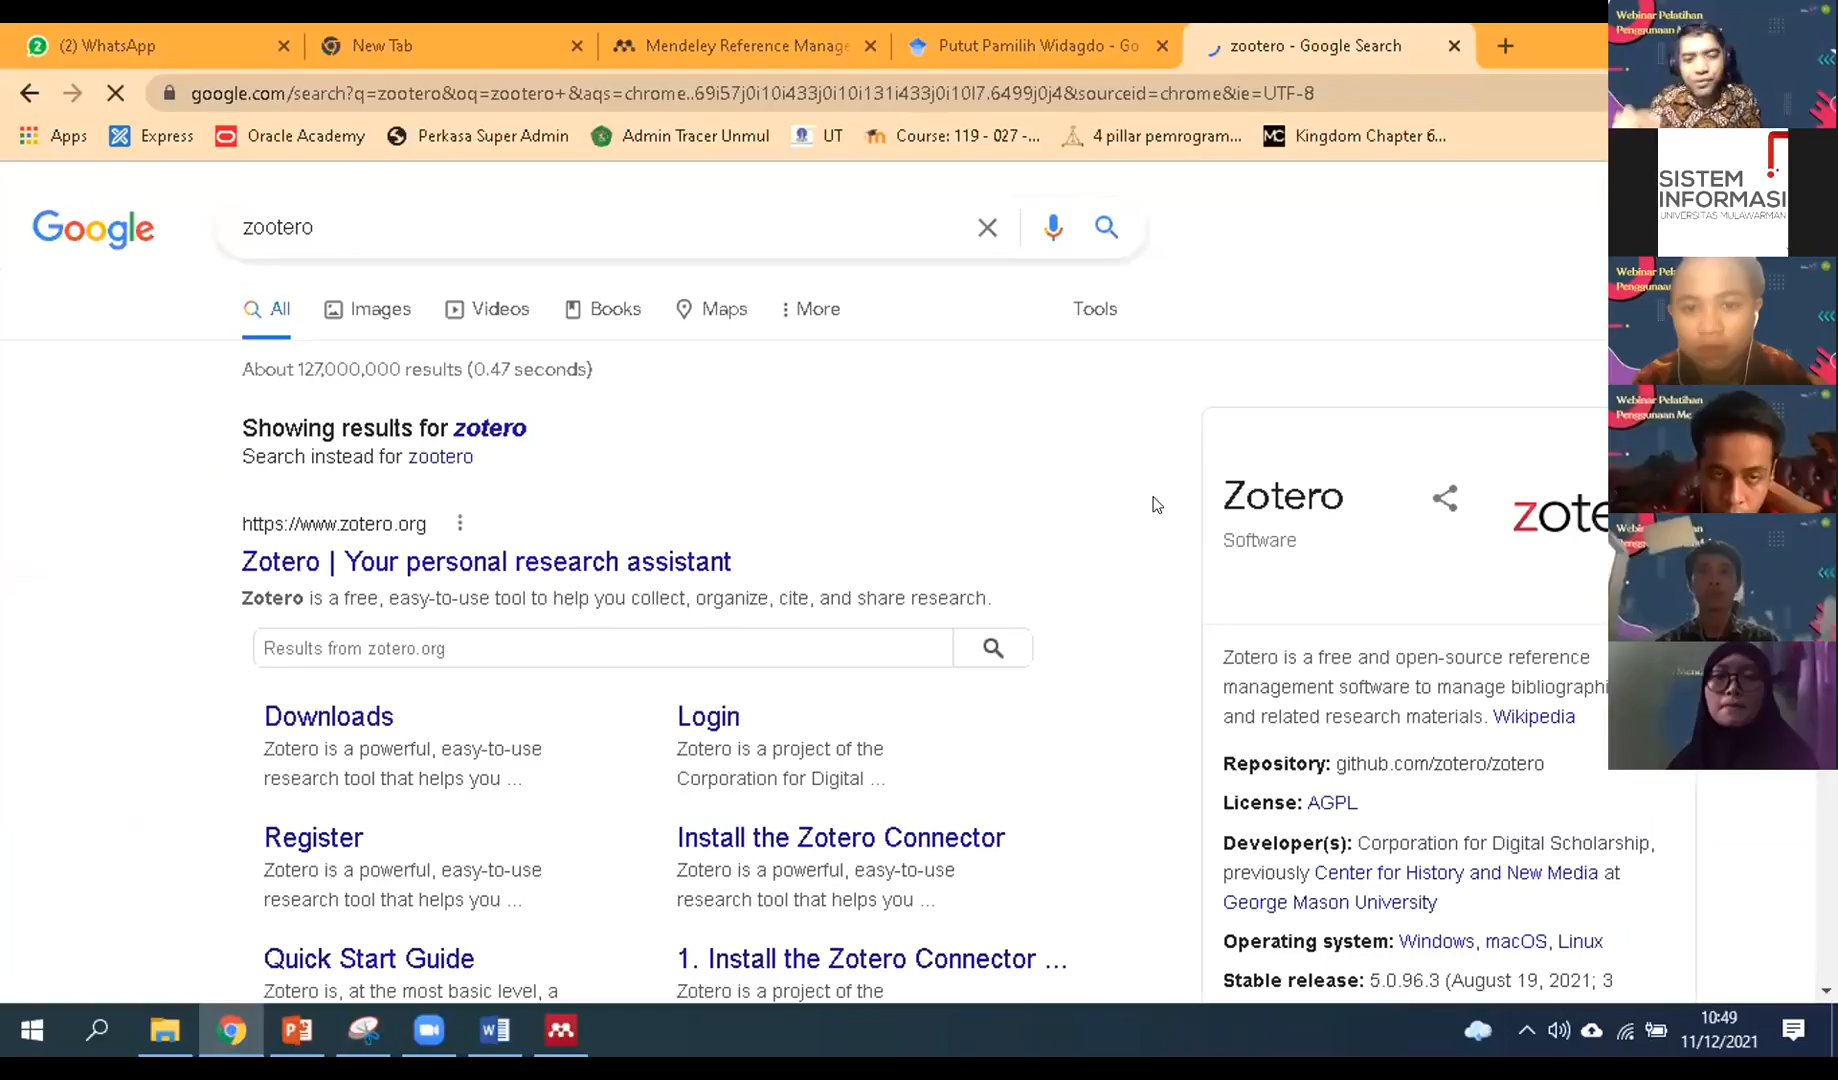 (2) WhatsApp
New Tab
Mendeley Reference Manage
Putut Pamilih Widagdo - Go
zootero - Google Search
google.com/search?q=zootero&oq=zootero+&aqs=chrome..69i57j0i10i433j0i10i131i433j0i10l7.6499j0j4&sourceid=chrome&ie=UTF-8
Apps
Express
Oracle Academy
Perkasa Super Admin
Admin Tracer Unmul
UT
Course: 119 - 027 -...
4 pillar pemrogram...
MC
Kingdom Chapter 6...
Google
zootero
All
Images
Videos
Books
Maps
More
Tools
About 127,000,000 results (0.47 seconds)
Showing results for zotero
Search instead for zootero
https://www.zotero.org
Zotero | Your personal research assistant
Zotero is a free, easy-to-use tool to help you collect, organize, cite, and share research.
Results from zotero.org
Downloads
Zotero is a powerful, easy-to-use
research tool that helps you ...
Login
Zotero is a project of the
Corporation for Digital ...
Register
Zotero is a powerful, easy-to-use
research tool that helps you ...
Install the Zotero Connector
Zotero is a powerful, easy-to-use
research tool that helps you ...
Quick Start Guide
Zotero is, at the most basic level, a
1. Install the Zotero Connector ...
Zotero is a project of the
Zotero
Software
zote
Zotero is a free and open-source reference
management software to manage bibliographi
and related research materials. Wikipedia
Repository: github.com/zotero/zotero
License: AGPL
Developer(s): Corporation for Digital Scholarship,
previously Center for History and New Media at
George Mason University
Operating system: Windows, macOS, Linux
Stable release: 5.0.96.3 (August 19, 2021; 3
Webinar Pelatihan
SISTEM
INFORMASI
UNIVERSITAS MULAWARMAN
Webinar Pel
Penggunaan
Webinar Pelatihan
Penggunaan Me
10:49
11/12/2021